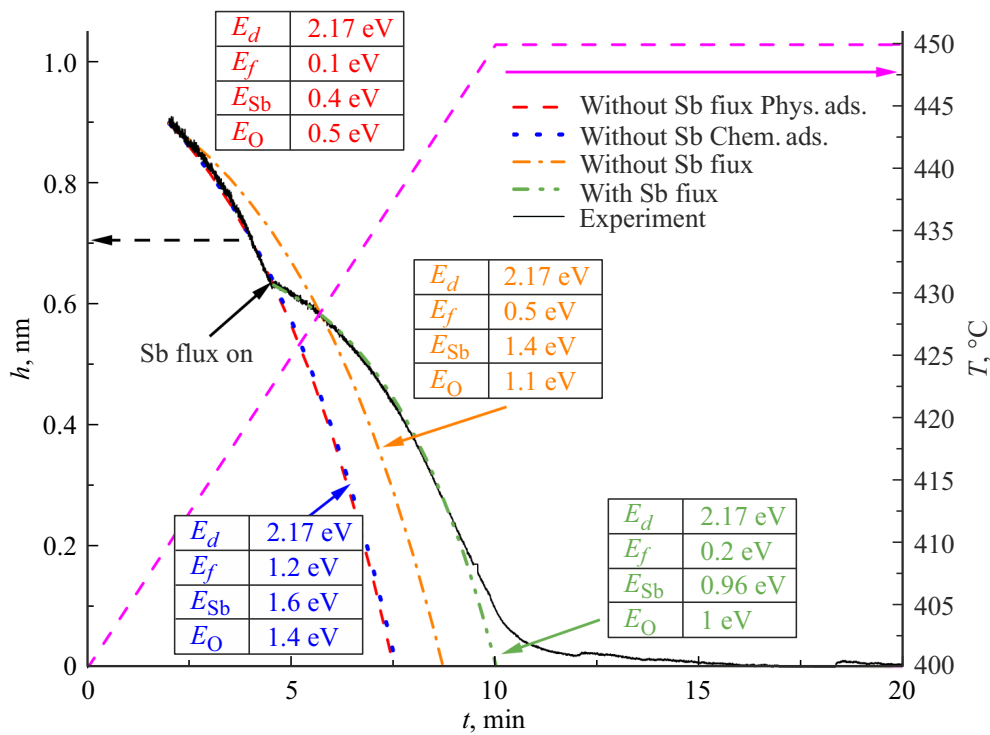 E_d 2.17 eV
E_f 0.1 eV
E_Sb 0.4 eV
E_O 0.5 eV
Without Sb fiux Phys. ads.
Without Sb Chem. ads.
Without Sb fiux
With Sb fiux
Experiment
E_d 2.17 eV
E_f 0.5 eV
E_Sb 1.4 eV
E_O 1.1 eV
Sb flux on
E_d 2.17 eV
E_f 1.2 eV
E_Sb 1.6 eV
E_O 1.4 eV
E_d 2.17 eV
E_f 0.2 eV
E_Sb 0.96 eV
E_O 1 eV
h, nm
1.0
0.8
0.6
0.4
0.2
0
T, °C
450
445
440
435
430
425
420
415
410
405
400
0 5 10 15 20
t, min